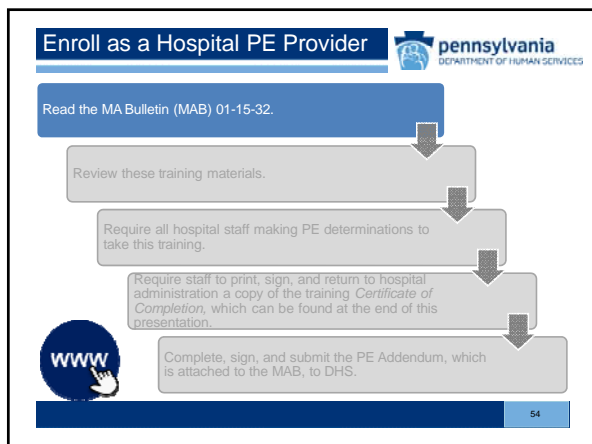 Enroll as a Hospital PE Provider
pennsylvania
DEPARTMENT OF HUMAN SERVICES
Read the MA Bulletin (MAB) 01-15-32.
Review these training materials.
Require all hospital staff making PE determinations to
take this training.
Require staff to print, sign, and return to hospital
administration a copy of the training Certificate of
Completion, which can be found at the end of this
presentation.
Complete, sign, and submit the PE Addendum, which
is attached to the MAB, to DHS.
www
54